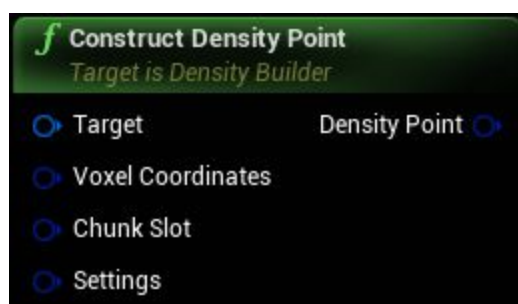 f Construct Density Point
Target is Density Builder
Target Density Point
Voxel Coordinates
Chunk Slot
Settings